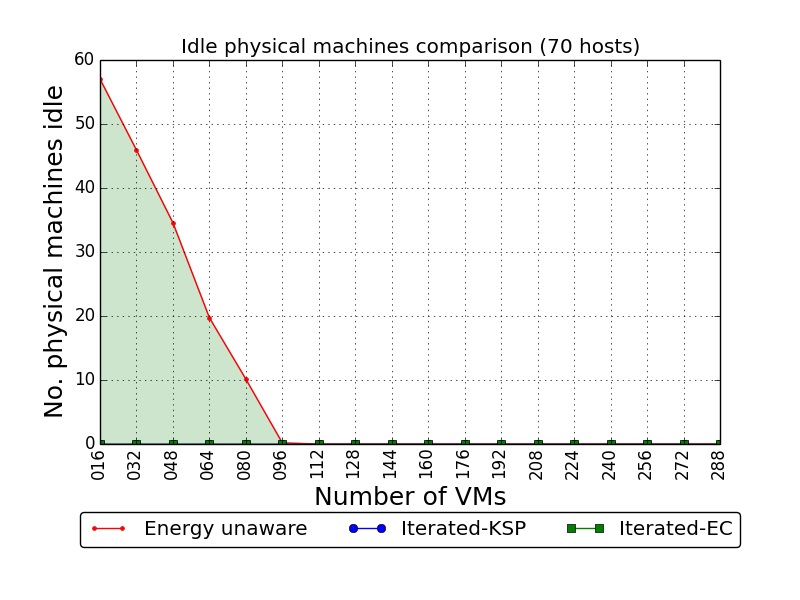 Idle physical machines comparison (70 hosts)
No. physical machines idle
60
50
40
30
20
10
0
016 032 048 064 080 096 112 128 144 160 176 192 208 224 240 256 272 288
Number of VMs
Energy unaware Iterated-KSP Iterated-EC